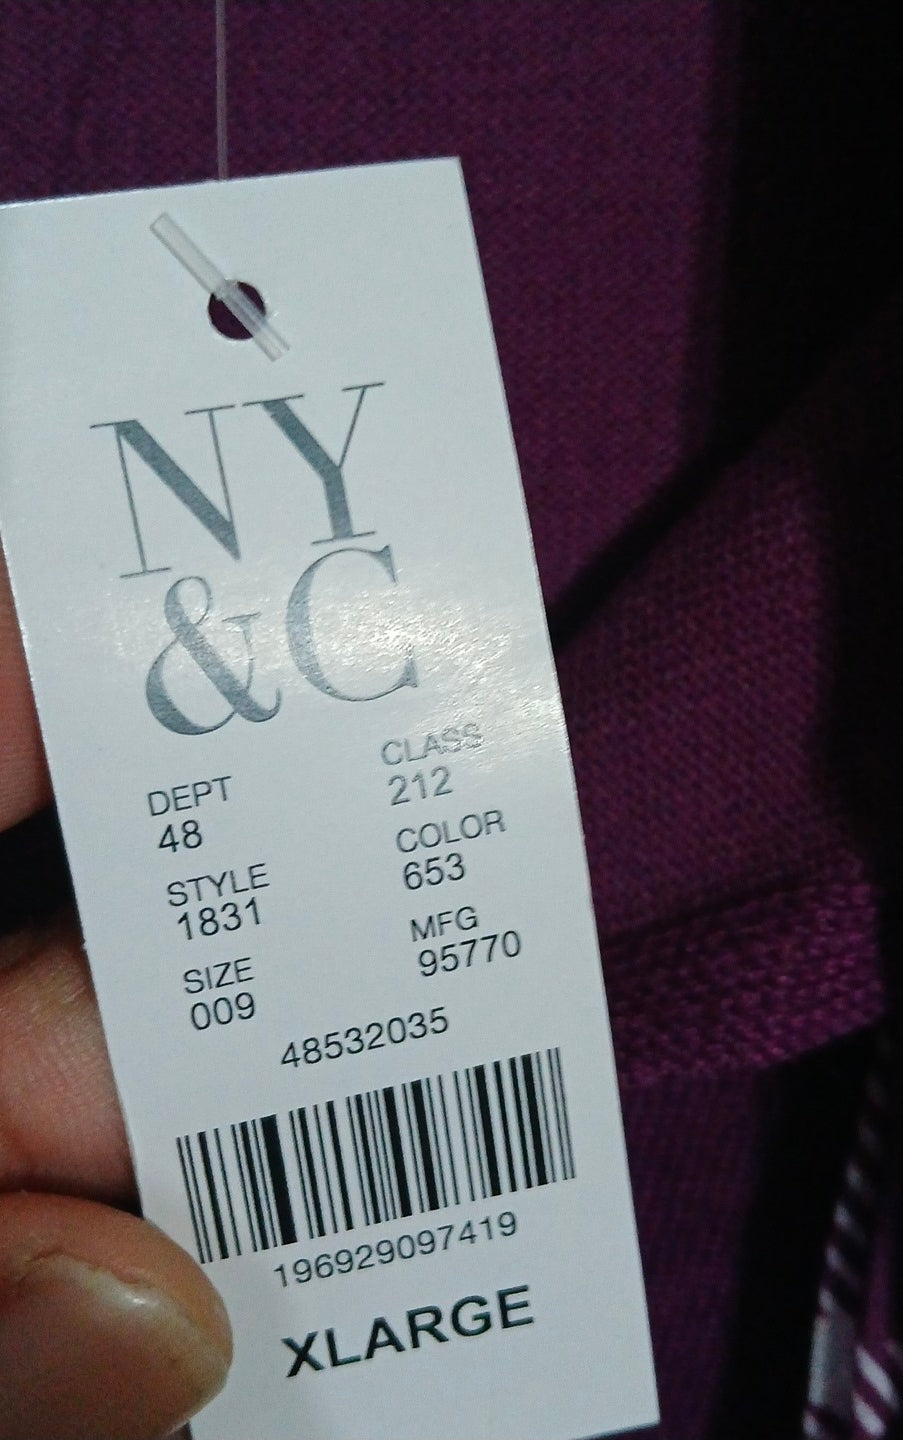 NY
&C
DEPT CLASS
48 212
STYLE COLOR
1831 653
SIZE MFG
009 95770
48532035
196929097419
XLARGE